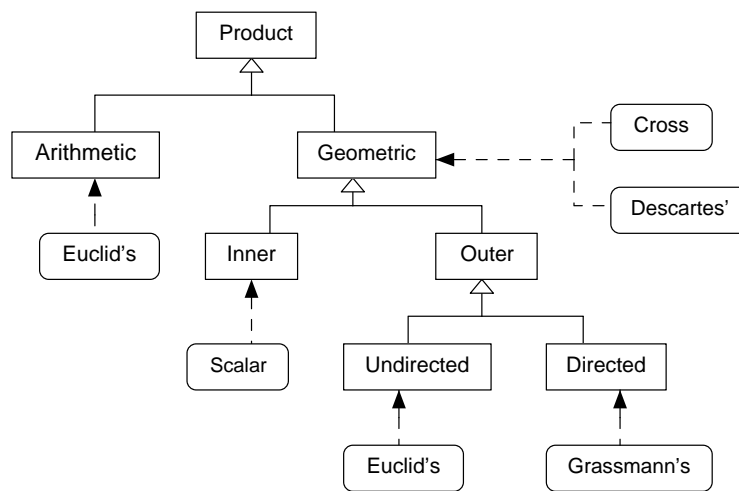 Product
Cross
Arithmetic
Geometric
Descartes'
Euclid's
Inner
Outer
Scalar
Undirected
Directed
Euclid's
Grassmann's